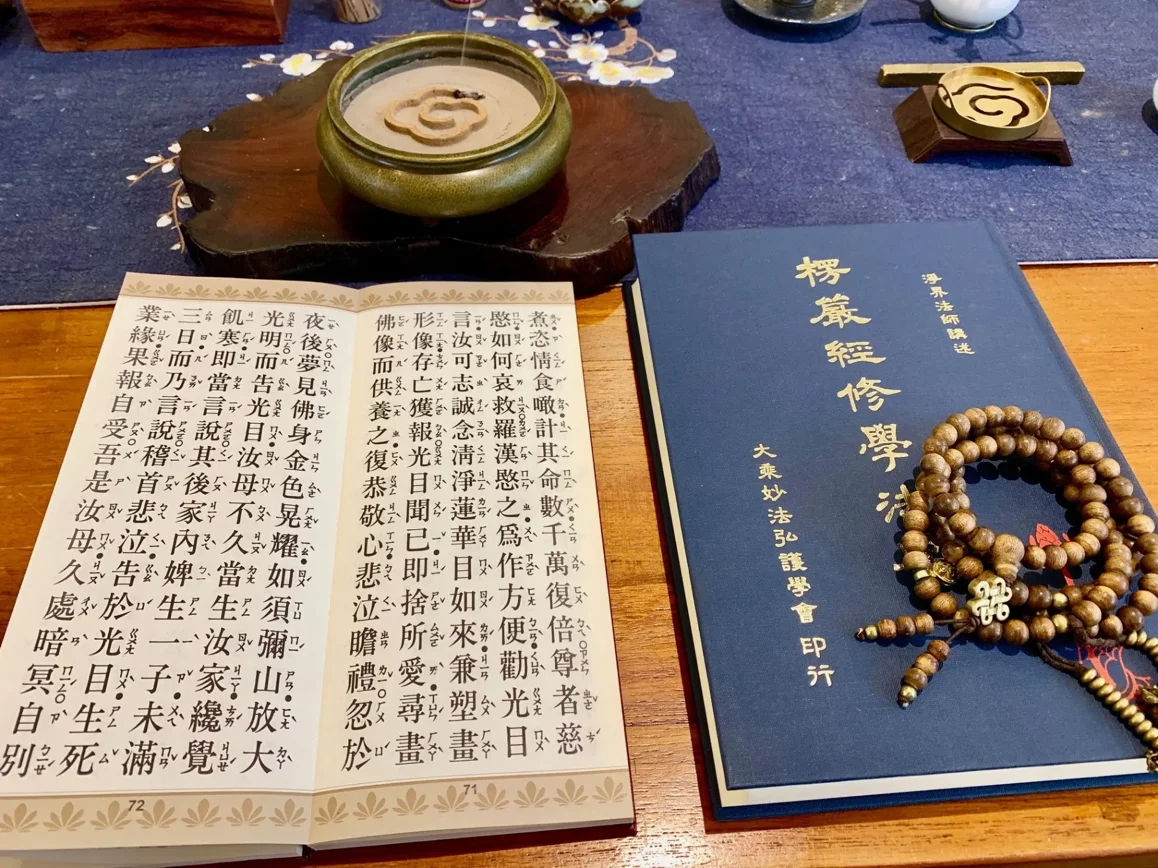 煮恣情食噉計其命數千萬復倍尊者慈
愍如何哀救羅漢愍之爲作方便勸光目
言汝可志誠念清淨蓮華目如來兼塑畫
形像存亡獲報光目聞已即捨所愛尋畫
佛像而供養之復恭敬心悲泣瞻禮忽於
71
夜後夢見佛身金色晃耀如須彌山放大
光明而告光目汝母不久當生汝家纔覺
飢寒即當言說其後家內婢生一子未滿
三日而乃言說稽首悲泣告於光目生死
業緣果報自受吾是汝母久處暗冥自別
72
淨界法師講述
楞嚴經修學法
大乘妙法弘護學會 印行